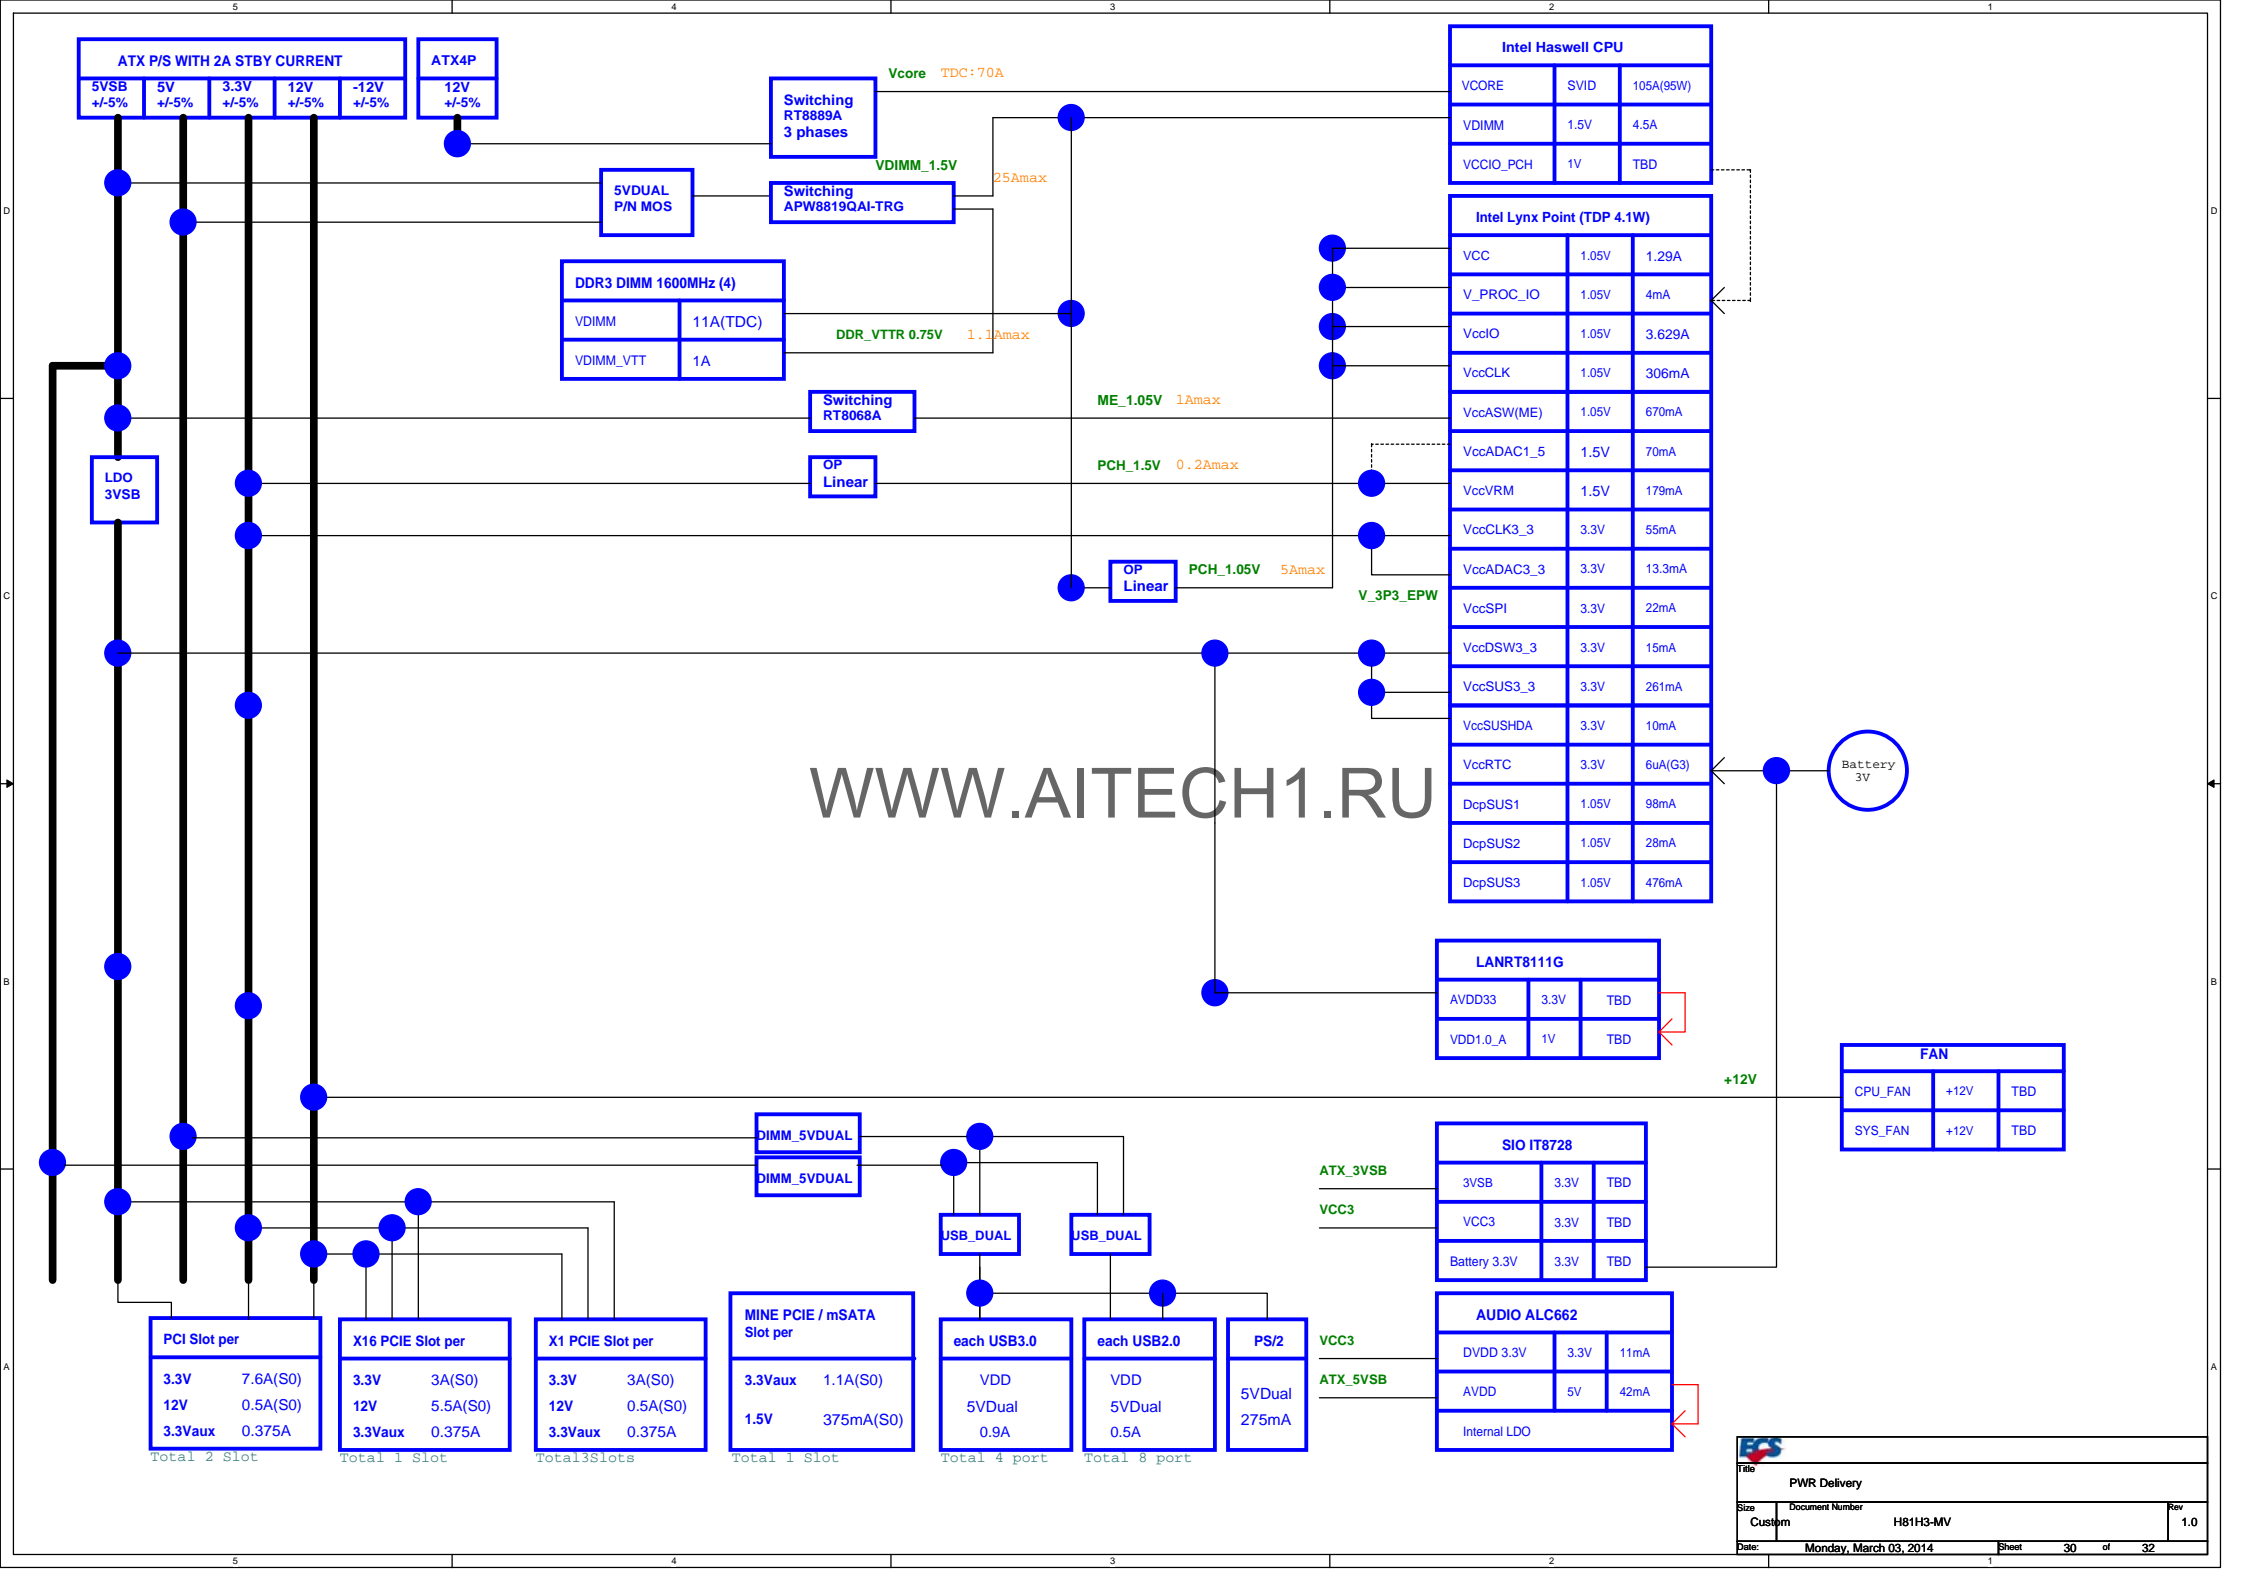 5 4 3 2 1
ATX P/S WITH 2A STBY CURRENT
5VSB +/-5%
5V +/-5%
3.3V +/-5%
12V +/-5%
-12V +/-5%
ATX4P
12V +/-5%
Switching
RT8889A
3 phases
Vcore TDC:70A
Intel Haswell CPU
VCORE SVID 105A(95W)
VDIMM 1.5V 4.5A
VCCIO_PCH 1V TBD
5VDUAL
P/N MOS
VDIMM_1.5V
25Amax
Switching
APW8819QAI-TRG
D D
DDR3 DIMM 1600MHz (4)
VDIMM 11A(TDC)
VDIMM_VTT 1A
DDR_VTTR 0.75V 1.1Amax
Intel Lynx Point (TDP 4.1W)
VCC 1.05V 1.29A
V_PROC_IO 1.05V 4mA
VccIO 1.05V 3.629A
VccCLK 1.05V 306mA
VccASW(ME) 1.05V 670mA
VccADAC1_5 1.5V 70mA
VccVRM 1.5V 179mA
VccCLK3_3 3.3V 55mA
VccADAC3_3 3.3V 13.3mA
VccSPI 3.3V 22mA
VccDSW3_3 3.3V 15mA
VccSUS3_3 3.3V 261mA
VccSUSHDA 3.3V 10mA
VccRTC 3.3V 6uA(G3)
DcpSUS1 1.05V 98mA
DcpSUS2 1.05V 28mA
DcpSUS3 1.05V 476mA
Switching
RT8068A
ME_1.05V 1Amax
LDO
3VSB
OP
Linear
PCH_1.5V 0.2Amax
OP
Linear
PCH_1.05V 5Amax
V_3P3_EPW
C C
Battery
3V
WWW.AITECH1.RU
B B
LANRT8111G
AVDD33 3.3V TBD
VDD1.0_A 1V TBD
+12V
FAN
CPU_FAN +12V TBD
SYS_FAN +12V TBD
DIMM_5VDUAL
DIMM_5VDUAL
USB_DUAL
USB_DUAL
ATX_3VSB
VCC3
SIO IT8728
3VSB 3.3V TBD
VCC3 3.3V TBD
Battery 3.3V 3.3V TBD
A A
PCI Slot per
3.3V 7.6A(S0)
12V 0.5A(S0)
3.3Vaux 0.375A
Total 2 Slot
X16 PCIE Slot per
3.3V 3A(S0)
12V 5.5A(S0)
3.3Vaux 0.375A
Total 1 Slot
X1 PCIE Slot per
3.3V 3A(S0)
12V 0.5A(S0)
3.3Vaux 0.375A
Total3Slots
MINE PCIE / mSATA
Slot per
3.3Vaux 1.1A(S0)
1.5V 375mA(S0)
Total 1 Slot
each USB3.0
VDD
5VDual
0.9A
Total 4 port
each USB2.0
VDD
5VDual
0.5A
Total 8 port
PS/2
5VDual
275mA
VCC3
ATX_5VSB
AUDIO ALC662
DVDD 3.3V 3.3V 11mA
AVDD 5V 42mA
Internal LDO
ECS
Title
PWR Delivery
Size Document Number Rev
Custom H81H3-MV 1.0
Date: Monday, March 03, 2014 Sheet 30 of 32
5 4 3 2 1